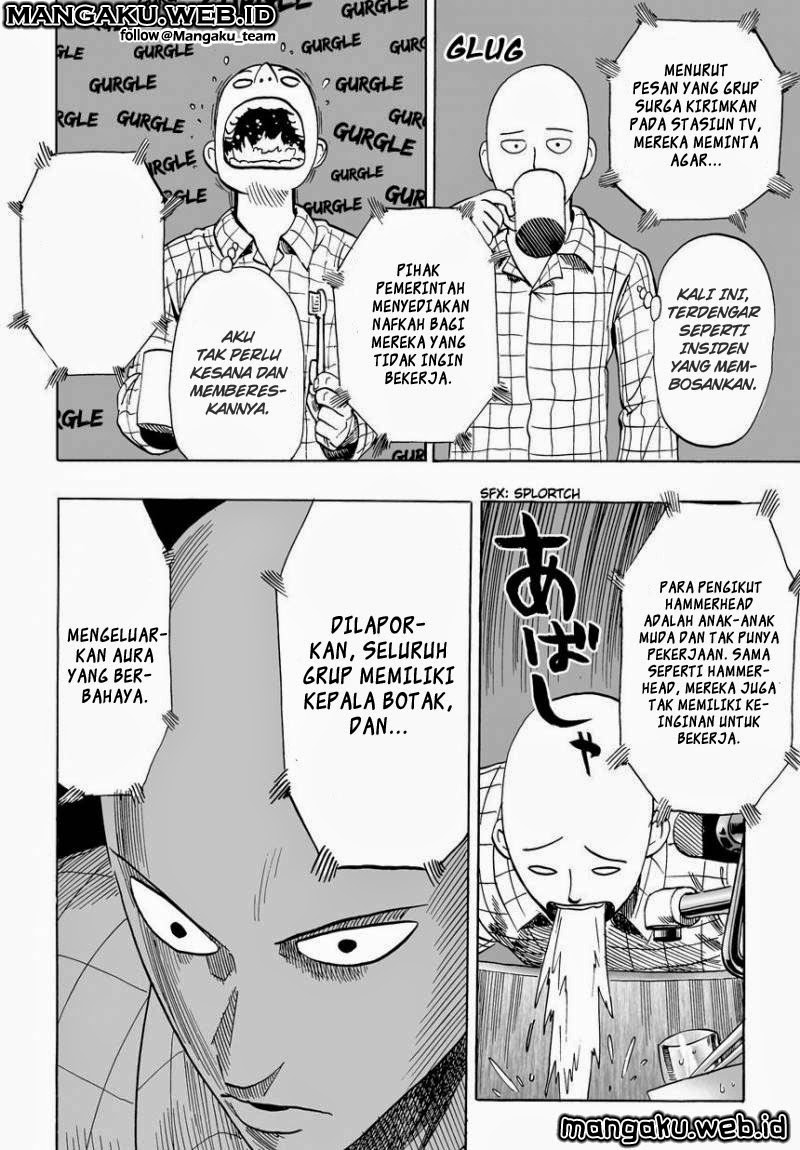 MANGAKU.WEB.ID
follow@Mangaku_team
GLUG
MENURUT
PESAN YANG GRUP
SURGA KIRIMKAN
PADA STASIUN TV,
MEREKA MEMINTA
AGAR...
KALI INI,
TERDENGAR
SEPERTI
INSIDEN
YANG MEM-
BOSANKAN.
GURGLE
GURGLE
GURGLE
GURGLE
GURGLE
GURGLE
RGLE
GURGLE
GURGLE
GURGLE
GURGLE
GURGLE
GURGLE
RGLE
GUR
PIHAK
PEMERINTAH
MENYEDIAKAN
NAFKAH BAGI
MEREKA YANG
TIDAK INGIN
BEKERJA.
AKU
TAK PERLU
KESANA DAN
MEMBERES-
KANNYA.
SFX: SPLORTCH
あばしゃ
PARA PENGIKUT
HAMMERHEAD
ADALAH ANAK-ANAK
MUDA DAN TAK PUNYA
PEKERJAAN. SAMA
SEPERTI HAMMER-
HEAD, MEREKA JUGA
TAK MEMILIKI KE-
INGINAN UNTUK
BEKERJA.
DILAPOR-
KAN, SELURUH
GRUP MEMILIKI
KEPALA BOTAK,
DAN...
MENGELUAR-
KAN AURA
YANG BER-
BAHAYA.
mangaku.web.id